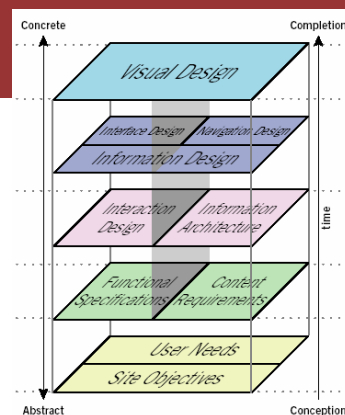 Concrete
Completion
Visual Design
Interface Design
Navigation Design
Information Design
Interaction
Design
Information
Architecture
time
Functional
Specifications
Content
Requirements
User Needs
Site Objectives
Abstract
Conception